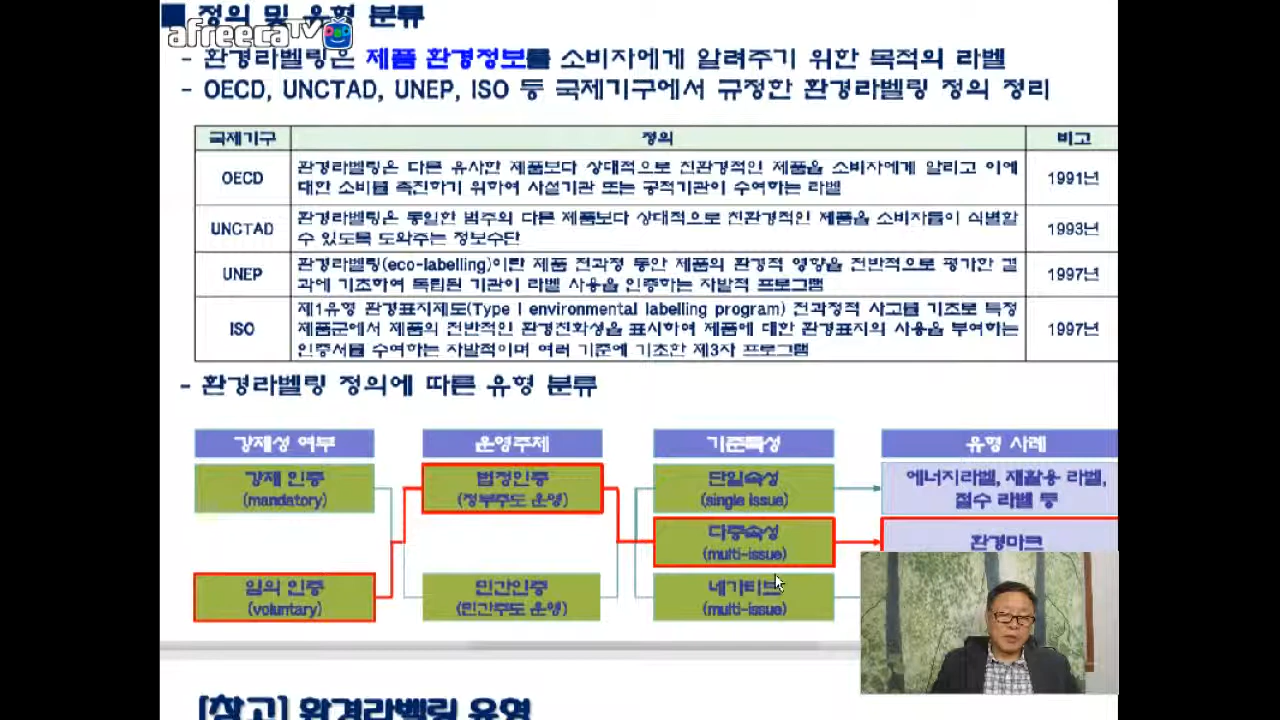 ■ 정의 및 유형 분류
afreecaTV
- 환경라벨링은 제품 환경정보를 소비자에게 알려주기 위한 목적의 라벨
- OECD, UNCTAD, UNEP, ISO 등 국제기구에서 규정한 환경라벨링 정의 정리
국제기구 정의 비고
OECD 환경라벨링은 다른 유사한 제품보다 상대적으로 친환경적인 제품을 소비자에게 알리고 이에 1991년
대한 소비를 촉진하기 위하여 사설기관 또는 공적기관이 수여하는 라벨
UNCTAD 환경라벨링은 동일한 범주의 다른 제품보다 상대적으로 친환경적인 제품을 소비자들이 식별할 1993년
수 있도록 도와주는 정보수단
UNEP 환경라벨링(eco-labelling)이란 제품 전과정 동안 제품의 환경적 영향을 전반적으로 평가한 결 1997년
과에 기초하여 독립된 기관이 라벨 사용을 인증하는 자발적 프로그램
제1유형 환경표지제도(Type I environmental labelling program) 전과정적 사고를 기초로 특정
ISO 제품군에서 제품의 전반적인 환경친화성을 표시하여 제품에 대한 환경표지의 사용을 부여하는 1997년
인증서를 수여하는 자발적이며 여러 기준에 기초한 제3자 프로그램
- 환경라벨링 정의에 따른 유형 분류
강제성 여부 운영주체 기준특성 유형 사례
강제 인증 법정인증 단일속성 에너지라벨, 재활용 라벨,
(mandatory) (정부주도 운영) (single issue) 절수 라벨 등
다중속성 환경마크
(multi-issue)
임의 인증 민간인증 네가티브
(voluntary) (민간주도 운영) (multi-issue)
[참고] 환경라벨링 유형